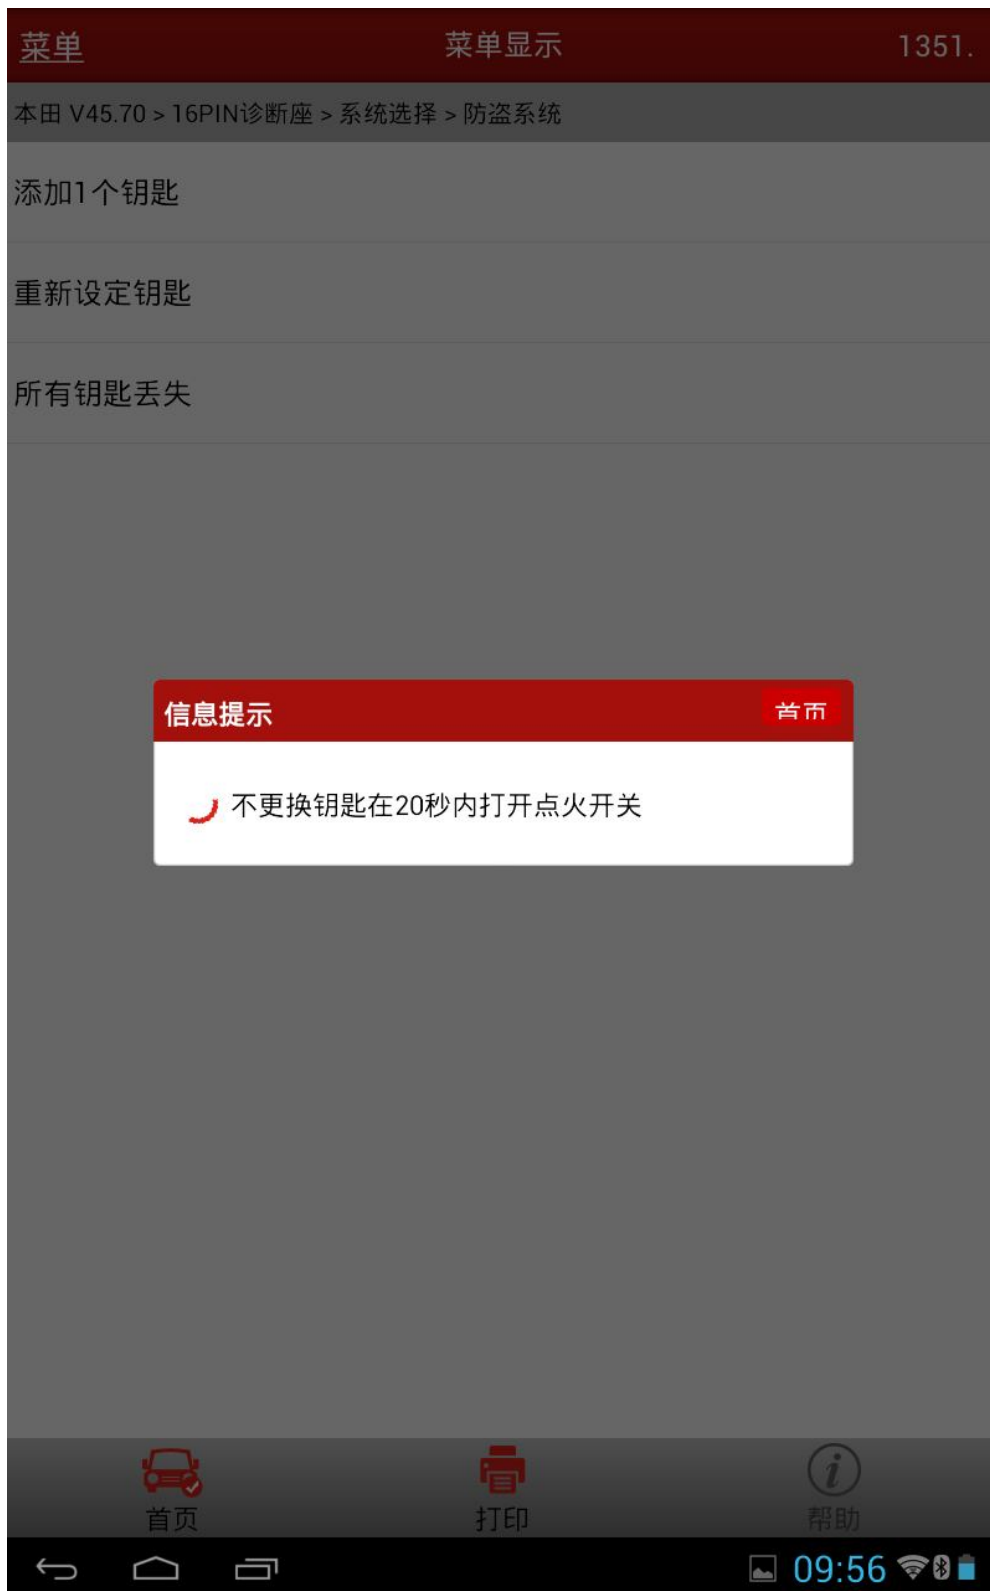 菜单 菜单显示 1351.
本田 V45.70 > 16PIN诊断座 > 系统选择 > 防盗系统
添加1个钥匙
重新设定钥匙
所有钥匙丢失
信息提示 首页
不更换钥匙在20秒内打开点火开关
首页 打印 帮助
09:56